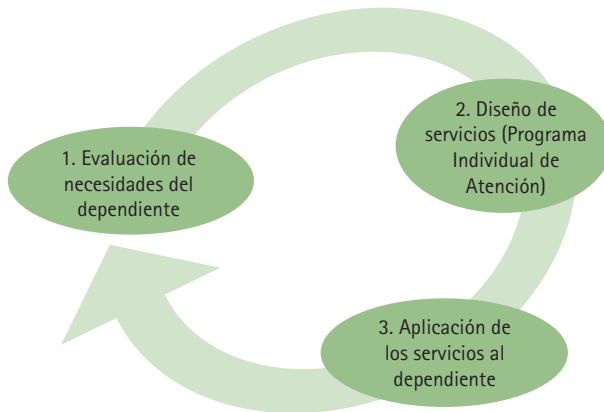 1. Evaluación de
necesidades del
dependiente
2. Diseño de
servicios (Programa
Individual de
Atención)
3. Aplicación de
los servicios al
dependiente